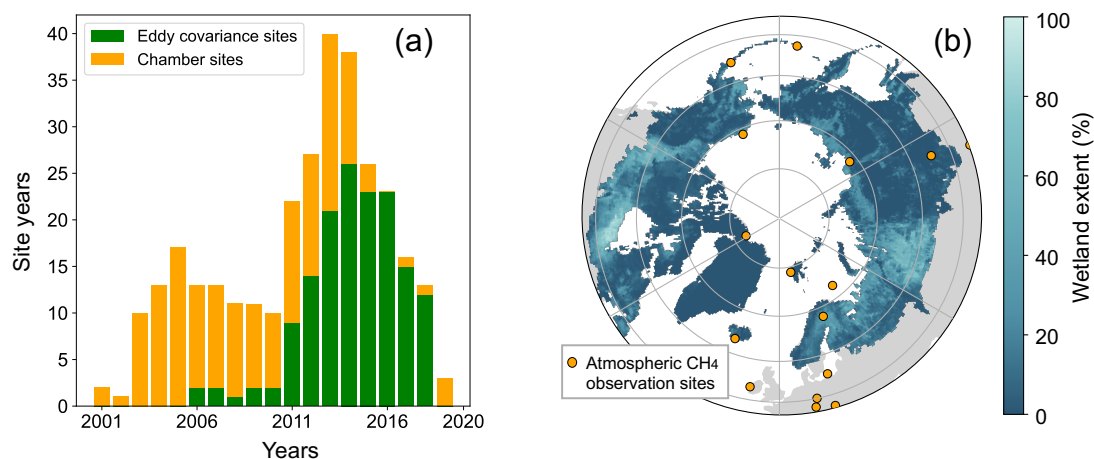 (a)
Eddy covariance sites
Chamber sites
40
35
30
25
20
15
10
5
0
Site years
2001
2006
2011
2016
2020
Years
(b)
Atmospheric CH4
observation sites
100
80
60
40
20
0
Wetland extent (%)